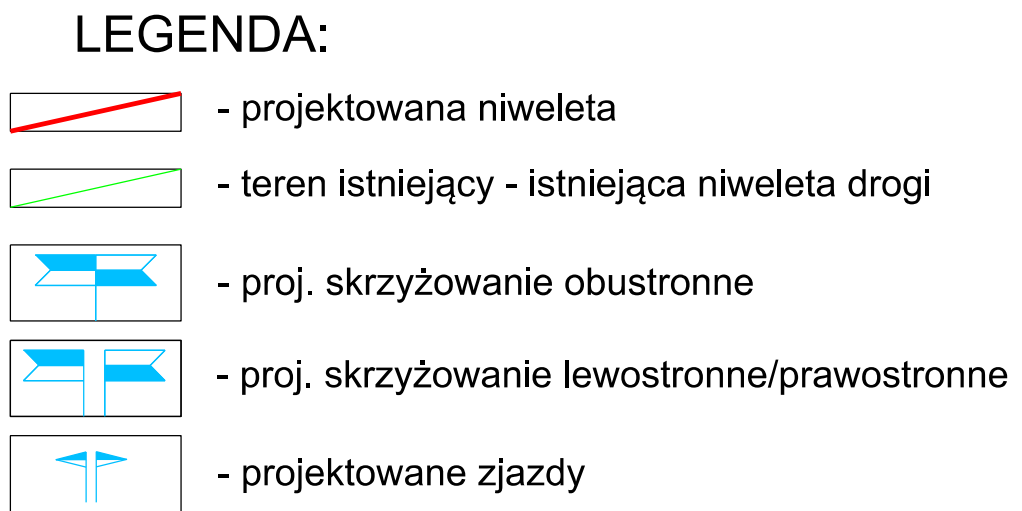 LEGENDA:
- projektowana niweleta
- teren istniejący - istniejąca niweleta drogi
- proj. skrzyżowanie obustronne
- proj. skrzyżowanie lewostronne/prawostronne
- projektowane zjazdy